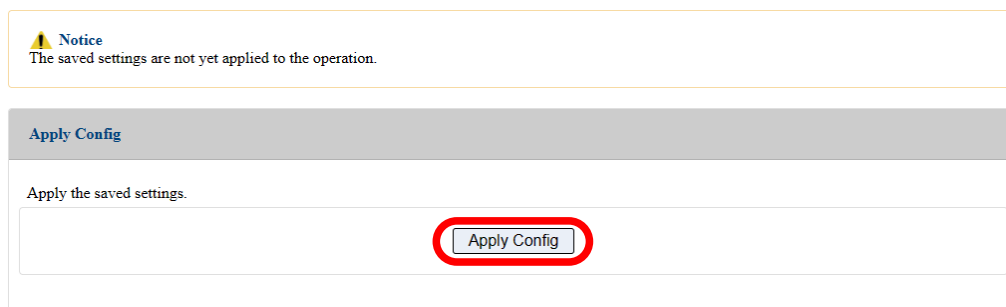 Notice
The saved settings are not yet applied to the operation.
Apply Config
Apply the saved settings.
Apply Config